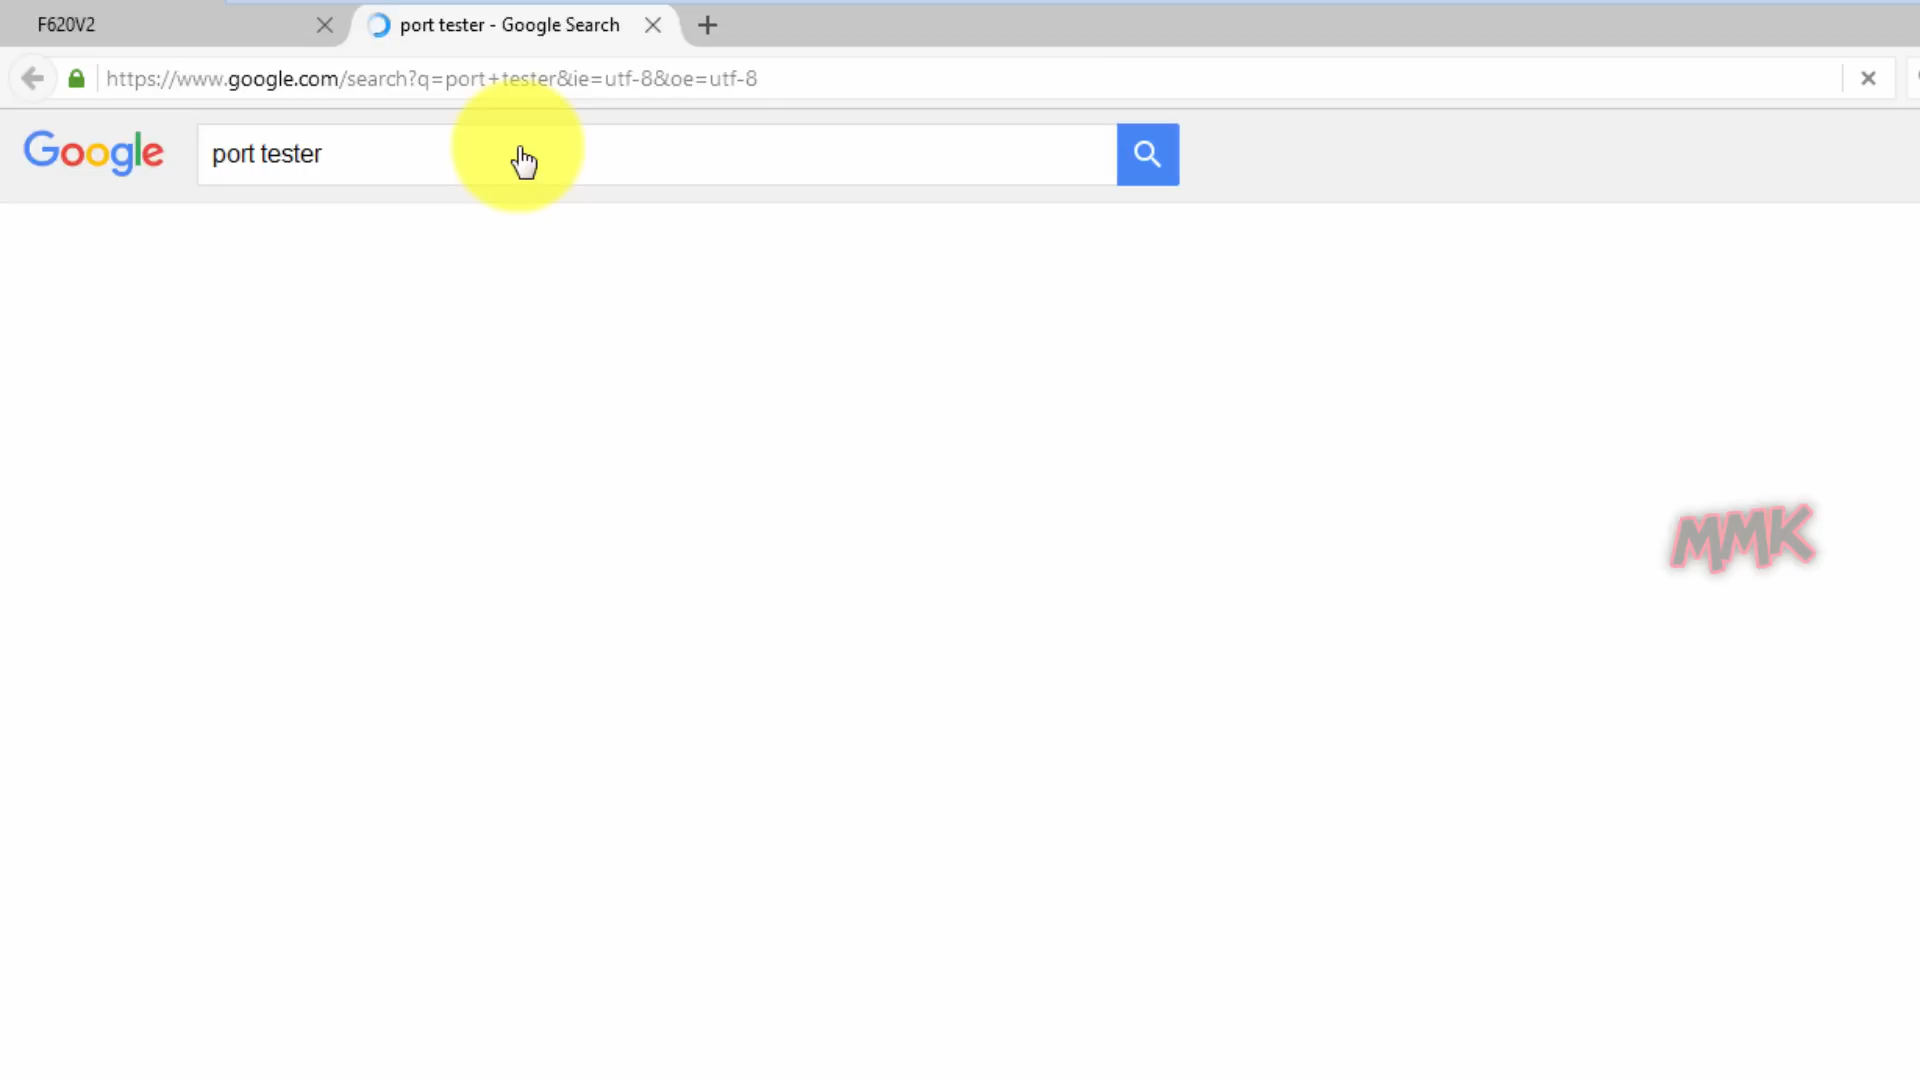 F620V2
port tester - Google Search
https://www.google.com/search?q=port+tester&ie=utf-8&oe=utf-8
Google
port tester
MMK